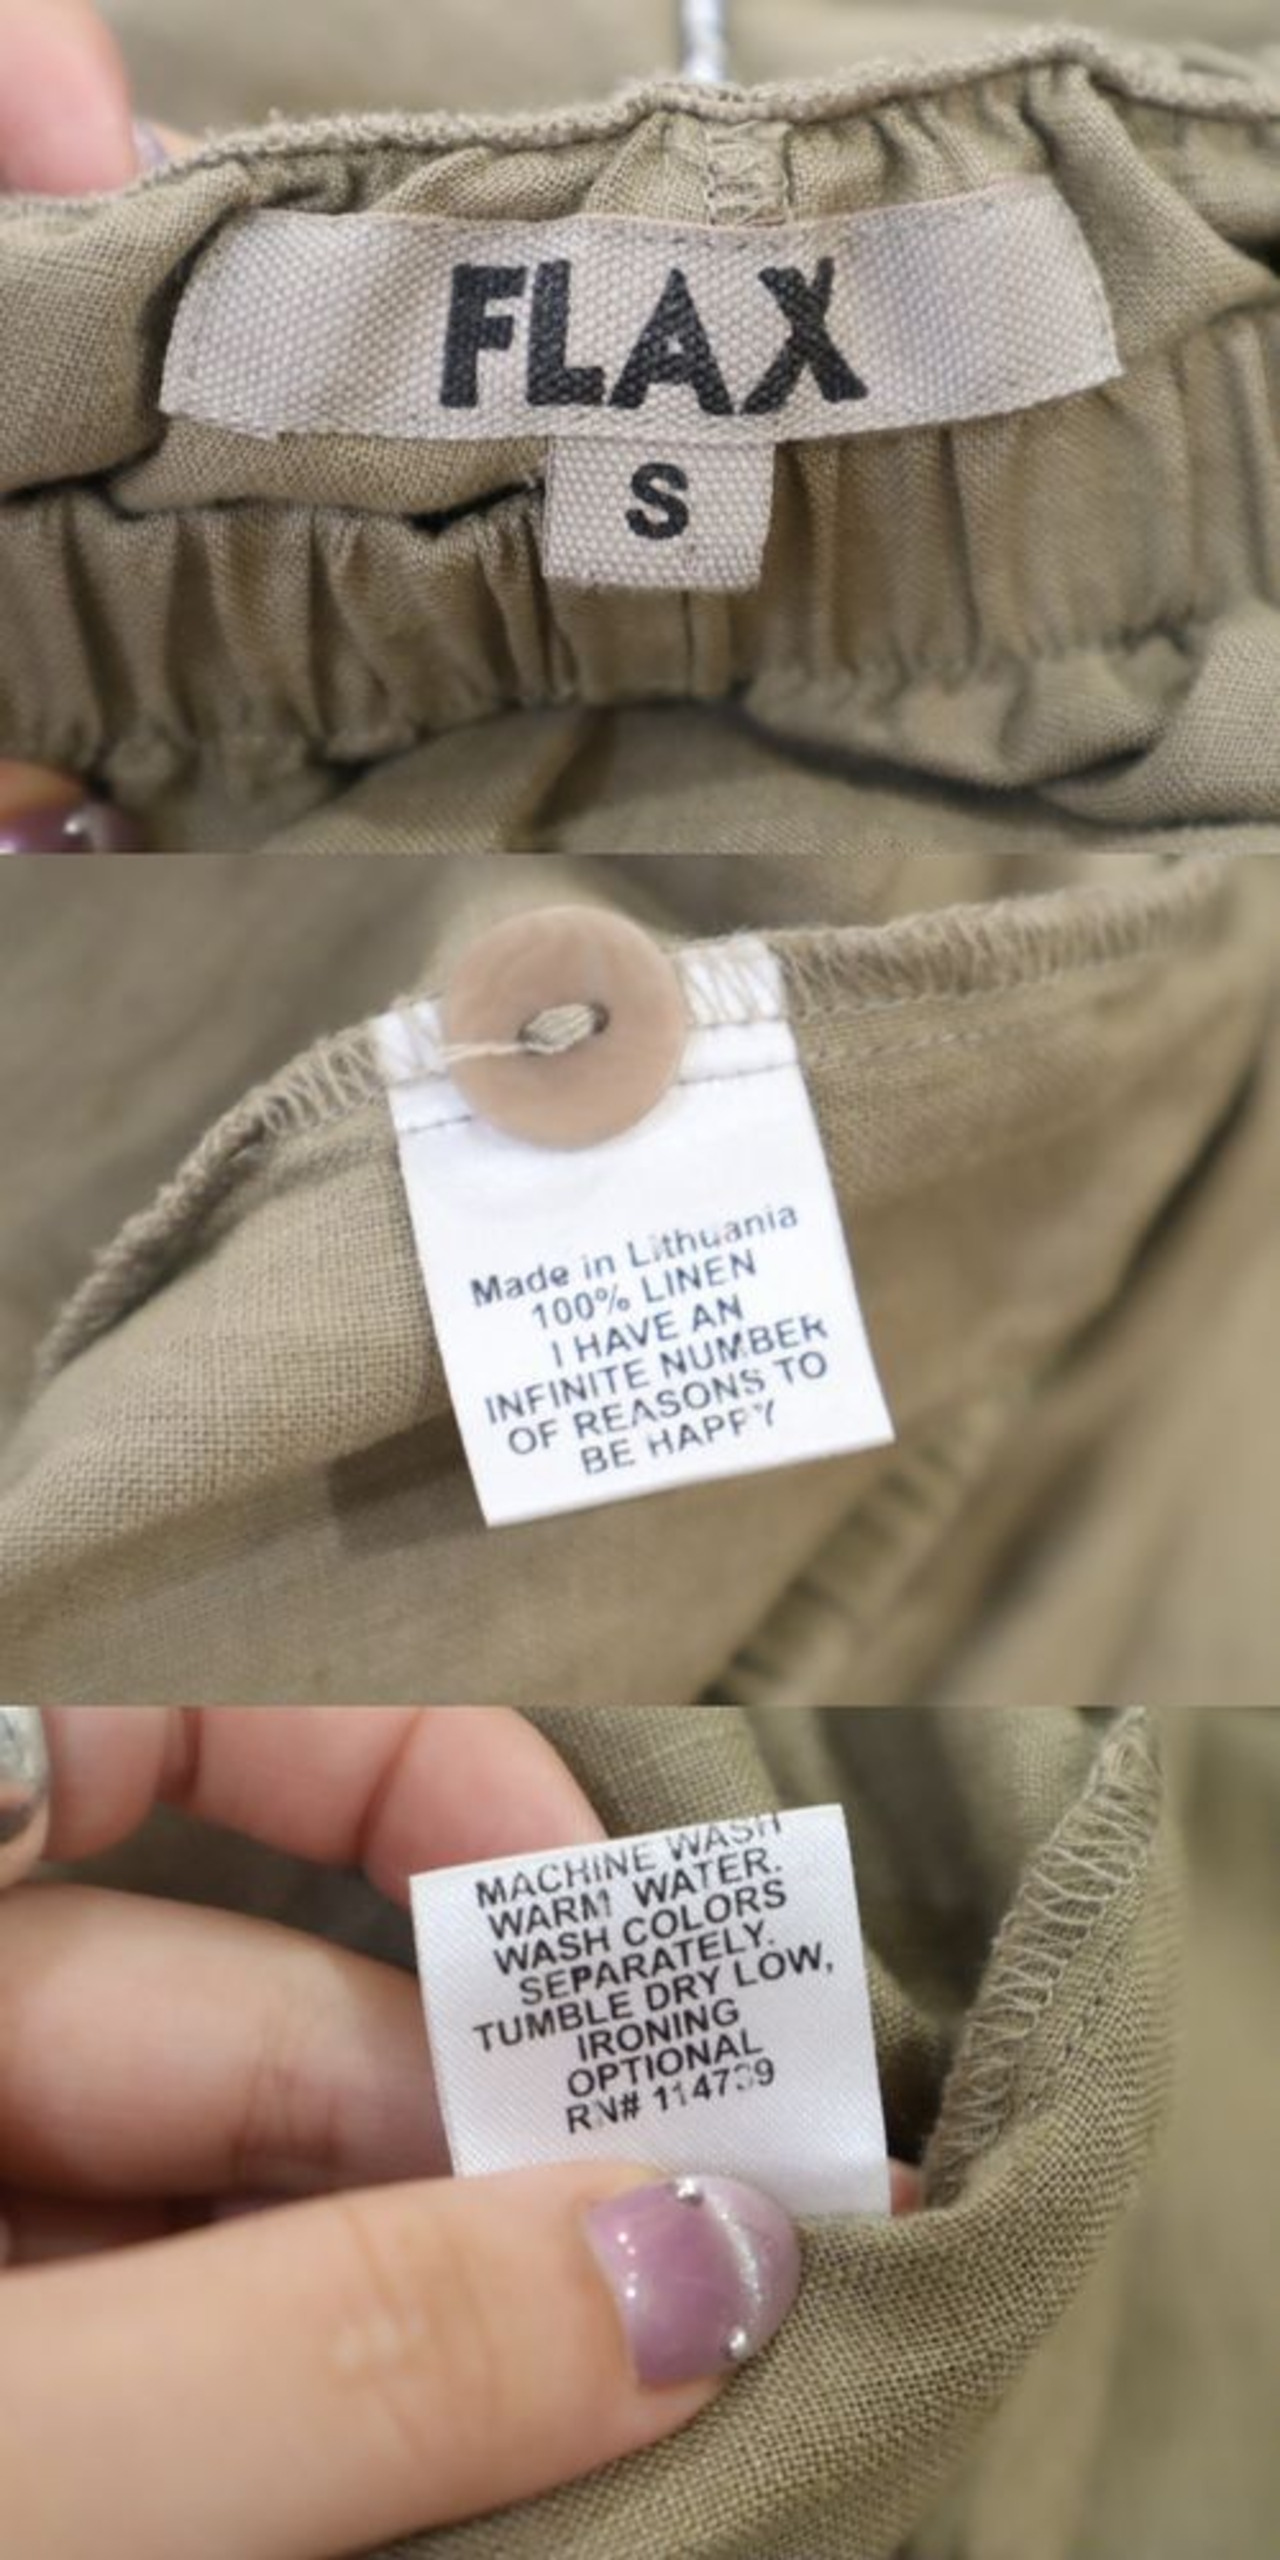 FLAX
S
Made in Lithuania
100% LINEN
I HAVE AN
INFINITE NUMBER
OF REASONS TO
BE HAPPY
MACHINE WASH
WARM WATER.
WASH COLORS
SEPARATELY.
TUMBLE DRY LOW,
IRONING
OPTIONAL
RN#